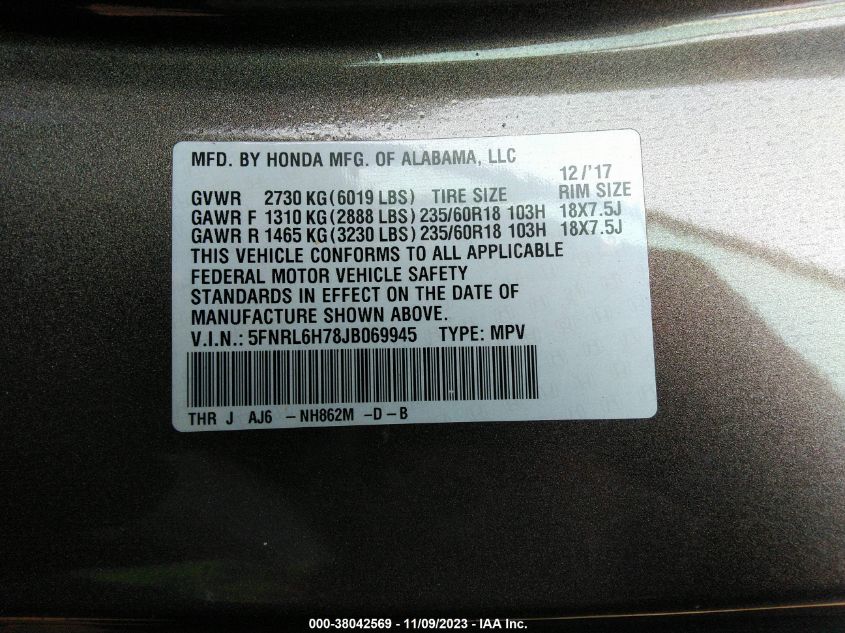 MFD. BY HONDA MFG. OF ALABAMA, LLC
12/'17
GVWR 2730 KG(6019 LBS) TIRE SIZE RIM SIZE
GAWR F 1310 KG(2888 LBS) 235/60R18 103H 18X7.5J
GAWR R 1465 KG(3230 LBS) 235/60R18 103H 18X7.5J
THIS VEHICLE CONFORMS TO ALL APPLICABLE
FEDERAL MOTOR VEHICLE SAFETY
STANDARDS IN EFFECT ON THE DATE OF
MANUFACTURE SHOWN ABOVE.
V.I.N.: 5FNRL6H78JB069945 TYPE: MPV
THR J AJ6 -NH862M -D-B
000-38042569 - 11/09/2023 - IAA Inc.